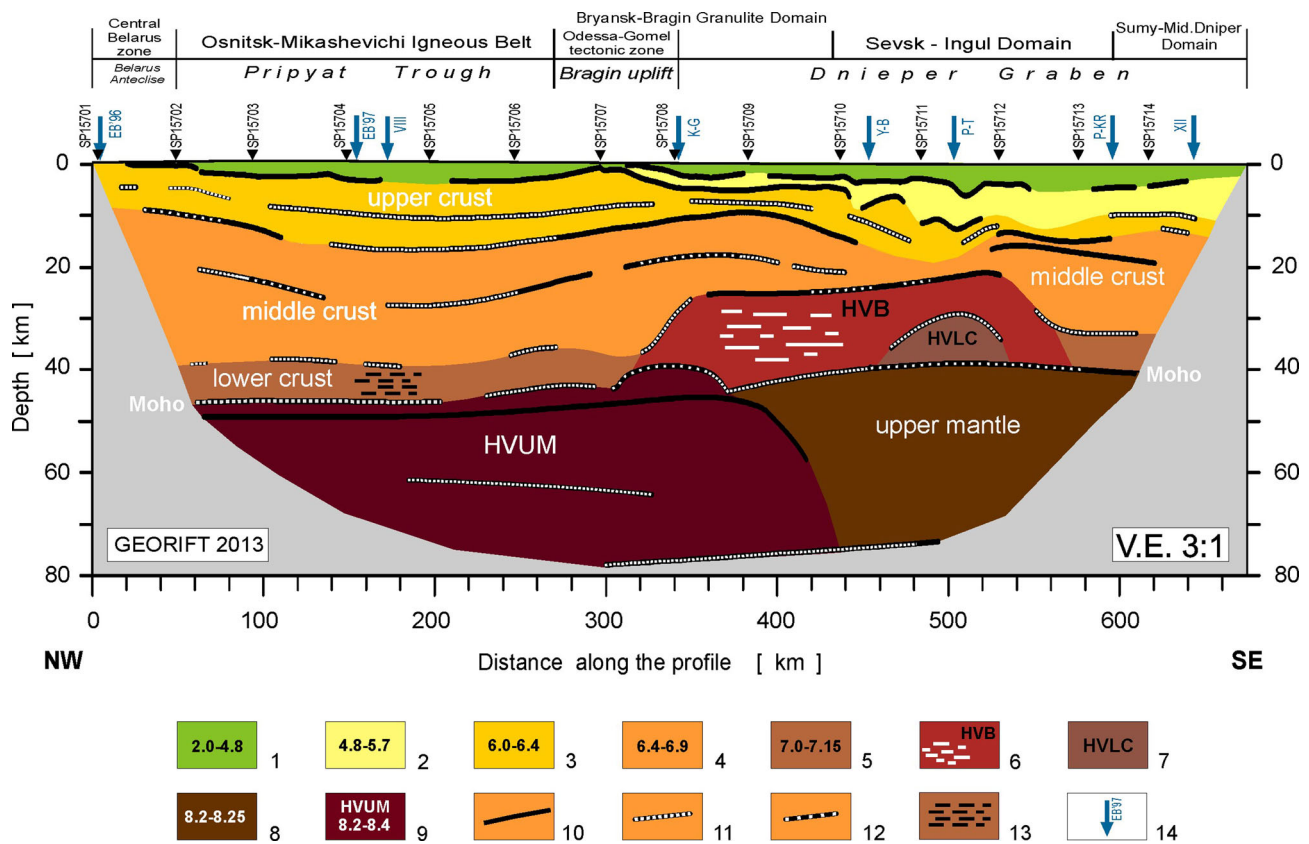 Bryansk-Bragin Granulite Domain
Central
Belarus
zone
Osnitsk-Mikashevichi Igneous Belt
Odessa-Gomel
tectonic zone
Sevsk - Ingul Domain
Sumy-Mid.Dniper
Domain
Belarus
Anteclise
Pripyat Trough
Bragin uplift
Dnieper Graben
SP15701
EB'96
SP15702
SP15703
SP15704
EB'97
VIII
SP15705
SP15706
SP15707
SP15708
K-G
SP15709
SP15710
Y-B
SP15711
P-T
SP15712
SP15713
P-KR
SP15714
XII
0
0
upper crust
20
20
middle crust
middle crust
HVB
HVLC
40
40
lower crust
Moho
Moho
upper mantle
HVUM
60
60
GEORIFT 2013
V.E. 3:1
80
80
Depth [ km ]
0 100 200 300 400 500 600
NW
Distance along the profile [ km ]
SE
2.0-4.8 1
4.8-5.7 2
6.0-6.4 3
6.4-6.9 4
7.0-7.15 5
HVB 6
HVLC 7
8.2-8.25 8
HVUM
8.2-8.4 9
10
11
12
13
EB'97 14